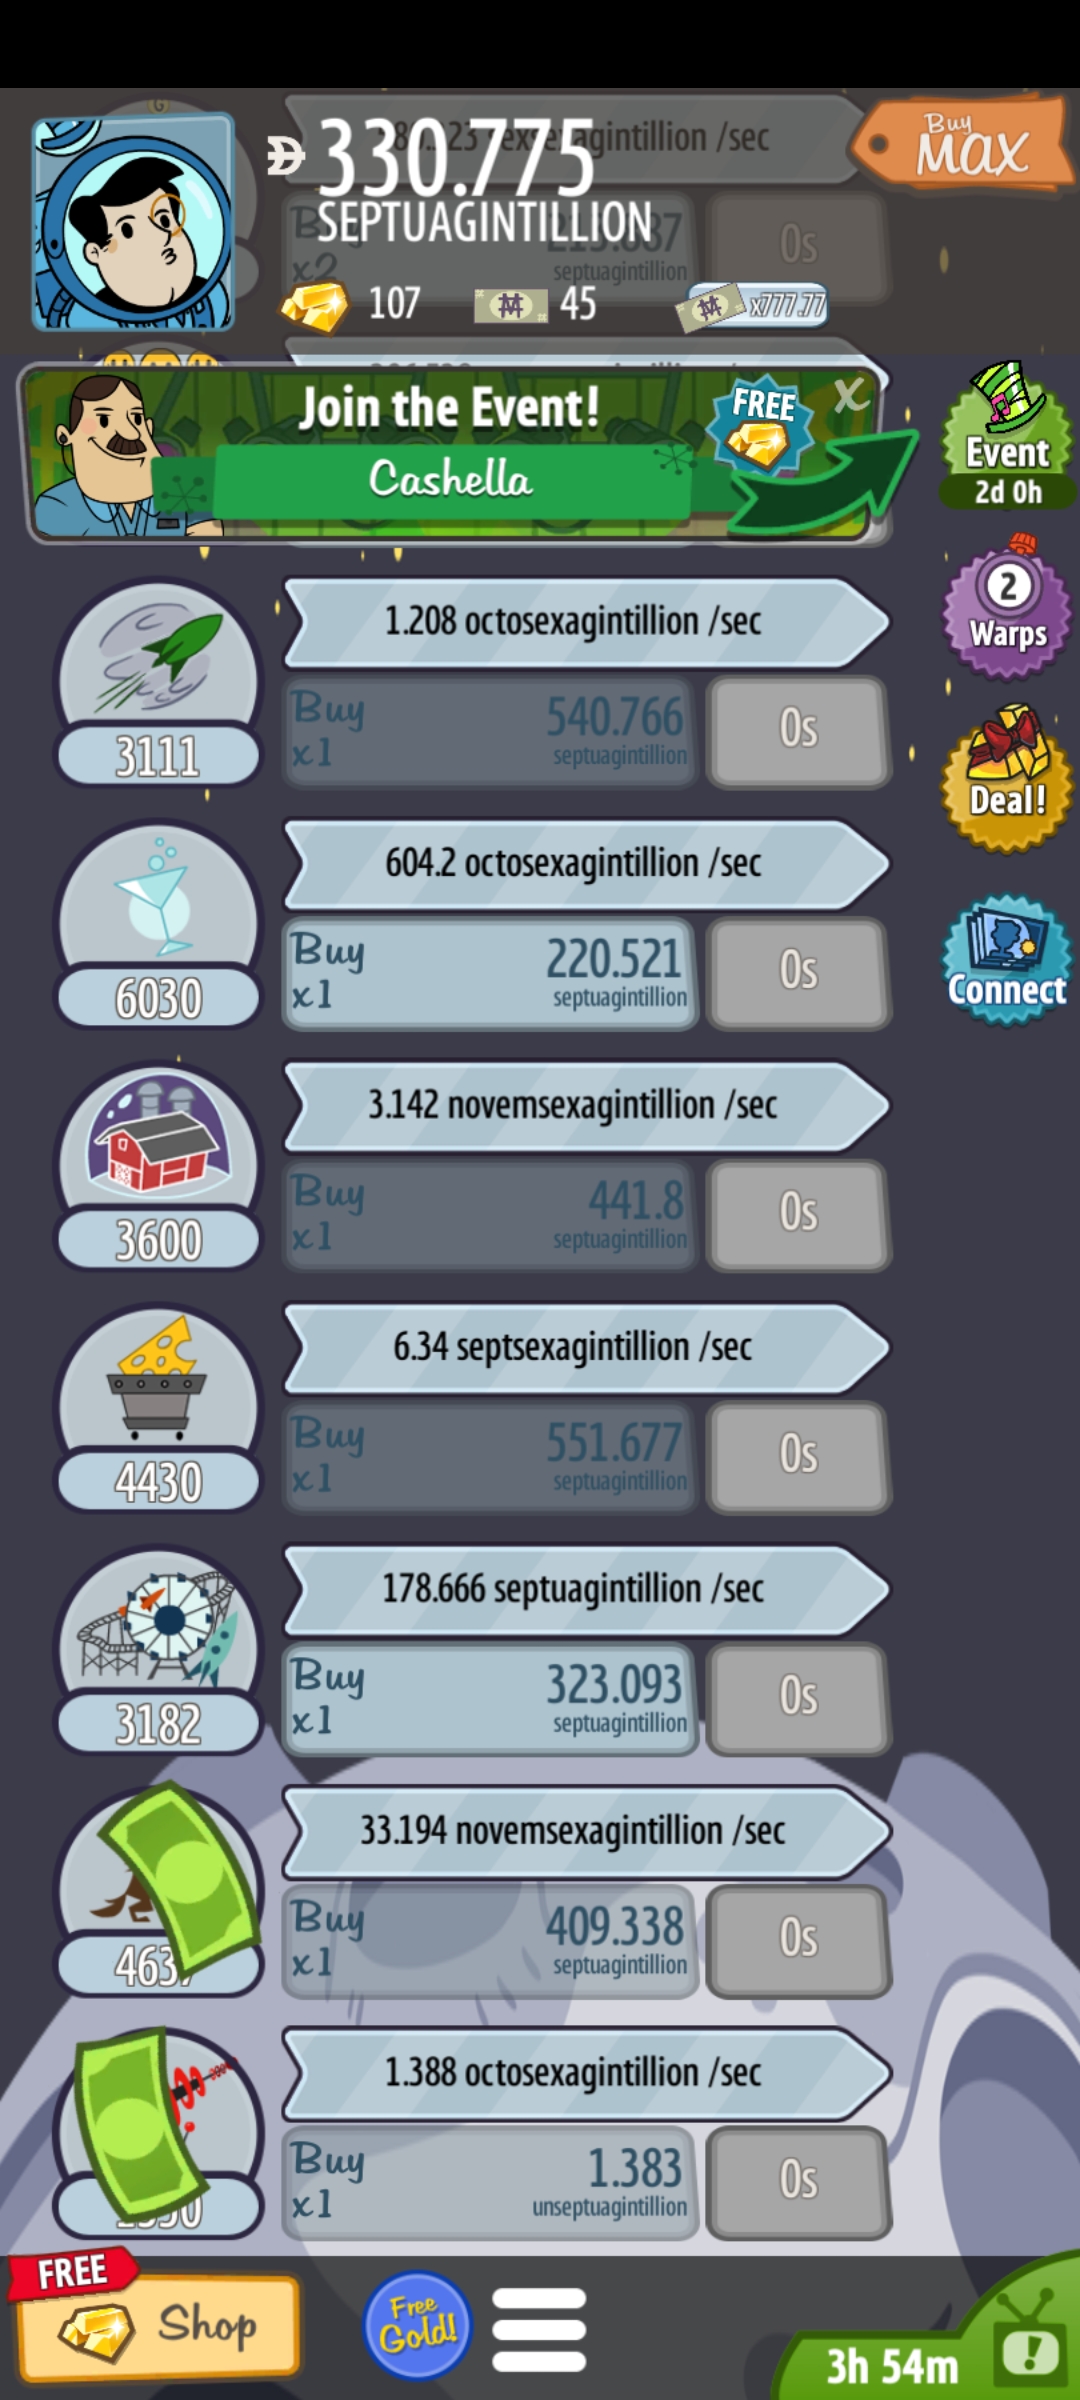 /sec
Buy
MAX
330.775
SEPTUAGINTILLION
x2
septuagintillion
0s
107
45
x777.77
Join the Event!
FREE
X
Cashella
Event
2d 0h
1.208 octosexagintillion /sec
2
Warps
Buy
x1
540.766
septuagintillion
0s
3111
Deal!
604.2 octosexagintillion /sec
Buy
x1
220.521
septuagintillion
0s
6030
Connect
3.142 novemsexagintillion /sec
Buy
x1
441.8
septuagintillion
0s
3600
6.34 septsexagintillion /sec
Buy
x1
551.677
septuagintillion
0s
4430
178.666 septuagintillion /sec
Buy
x1
323.093
septuagintillion
0s
3182
33.194 novemsexagintillion /sec
Buy
x1
409.338
septuagintillion
0s
1.388 octosexagintillion /sec
Buy
x1
1.383
unseptuagintillion
0s
FREE
Shop
Free
Gold!
3h 54m
!